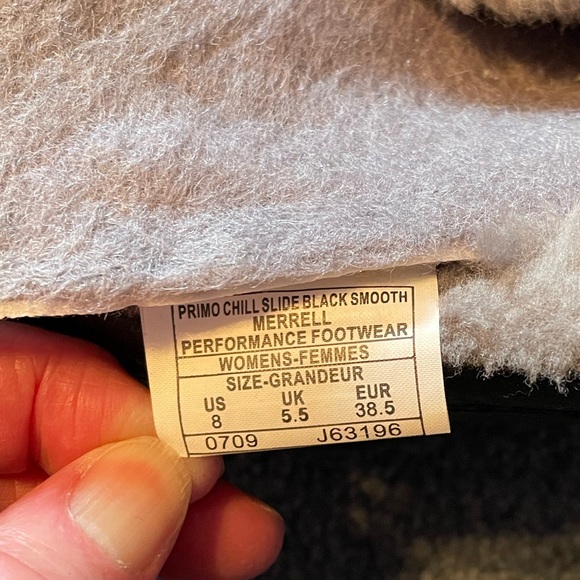 PRIMO CHILL SLIDE BLACK SMOOTH
MERRELL
PERFORMANCE FOOTWEAR
WOMENS-FEMMES
SIZE-GRANDEUR
US UK EUR
8 5.5 38.5
0709 J63196